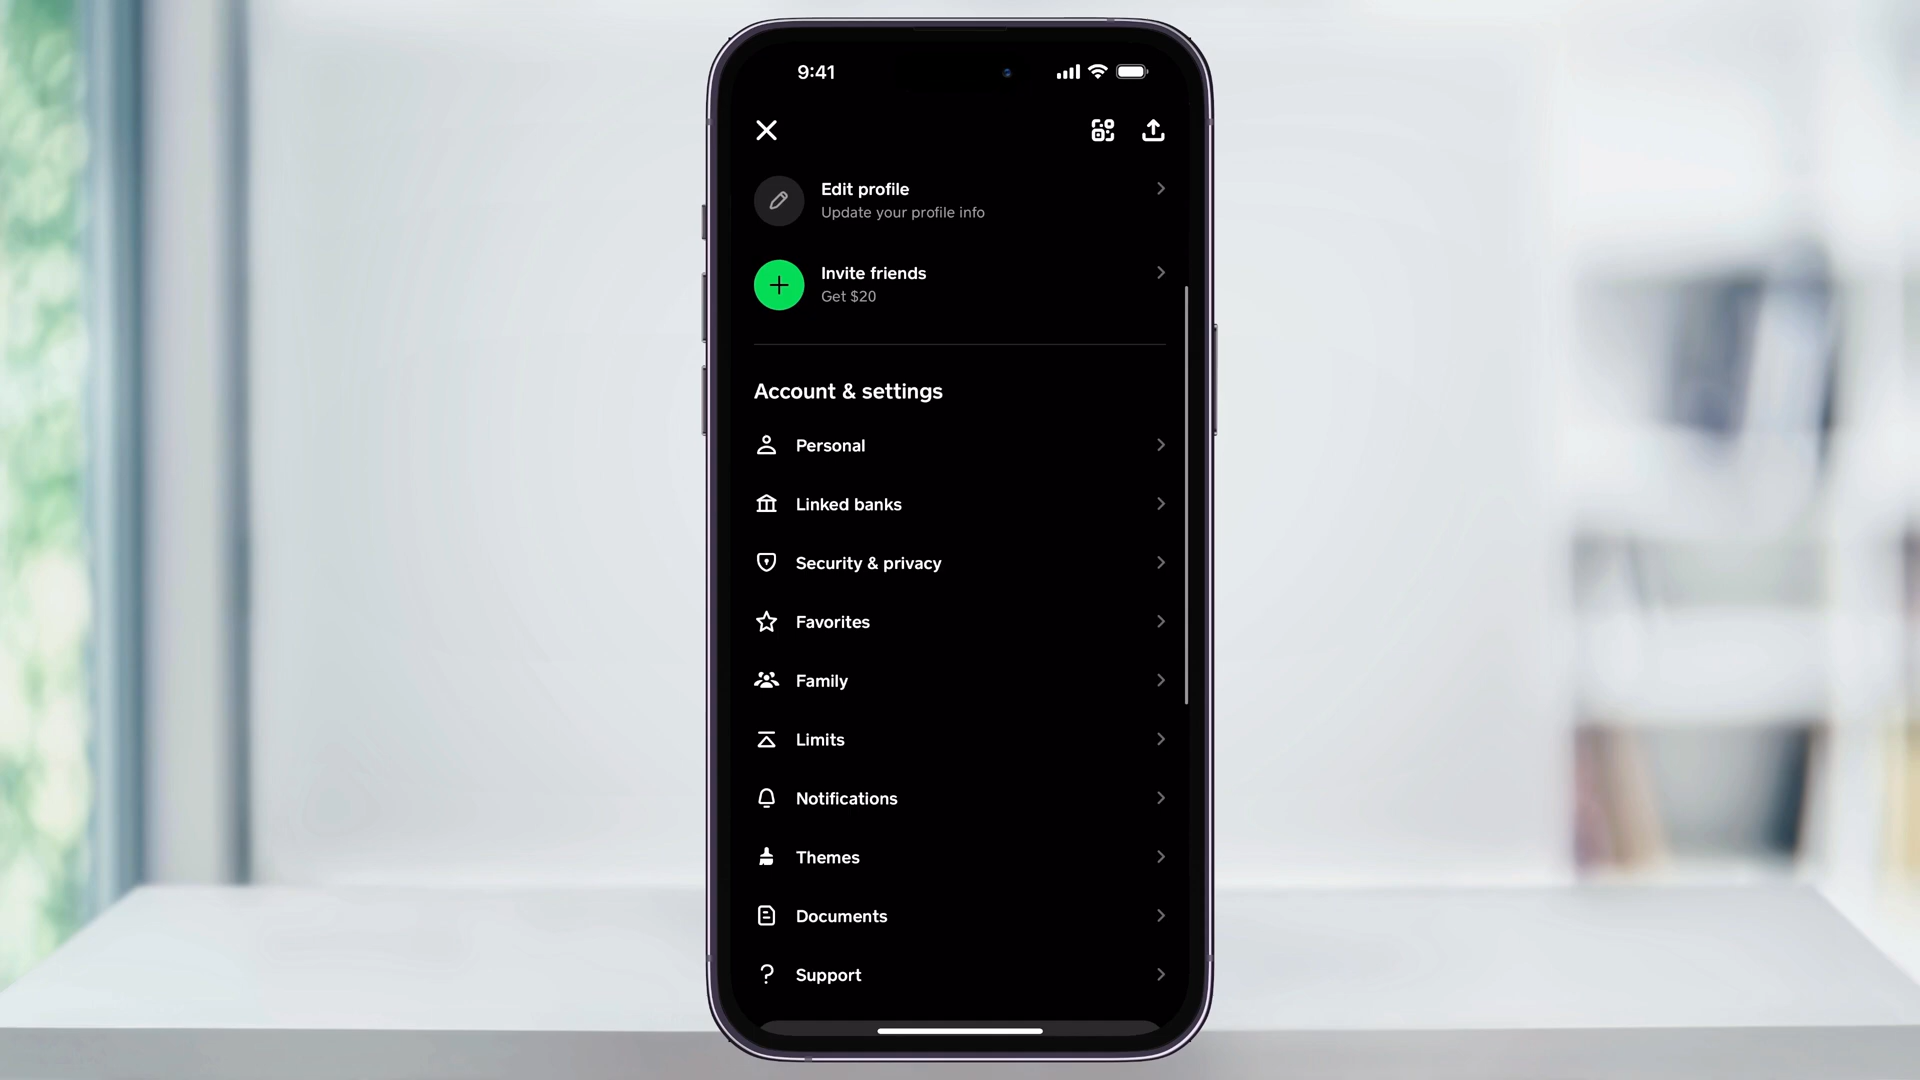 9:41
Edit profile
Update your profile info
Invite friends
Get $20
Account & settings
Personal
Linked banks
Security & privacy
Favorites
Family
Limits
Notifications
Themes
Documents
Support